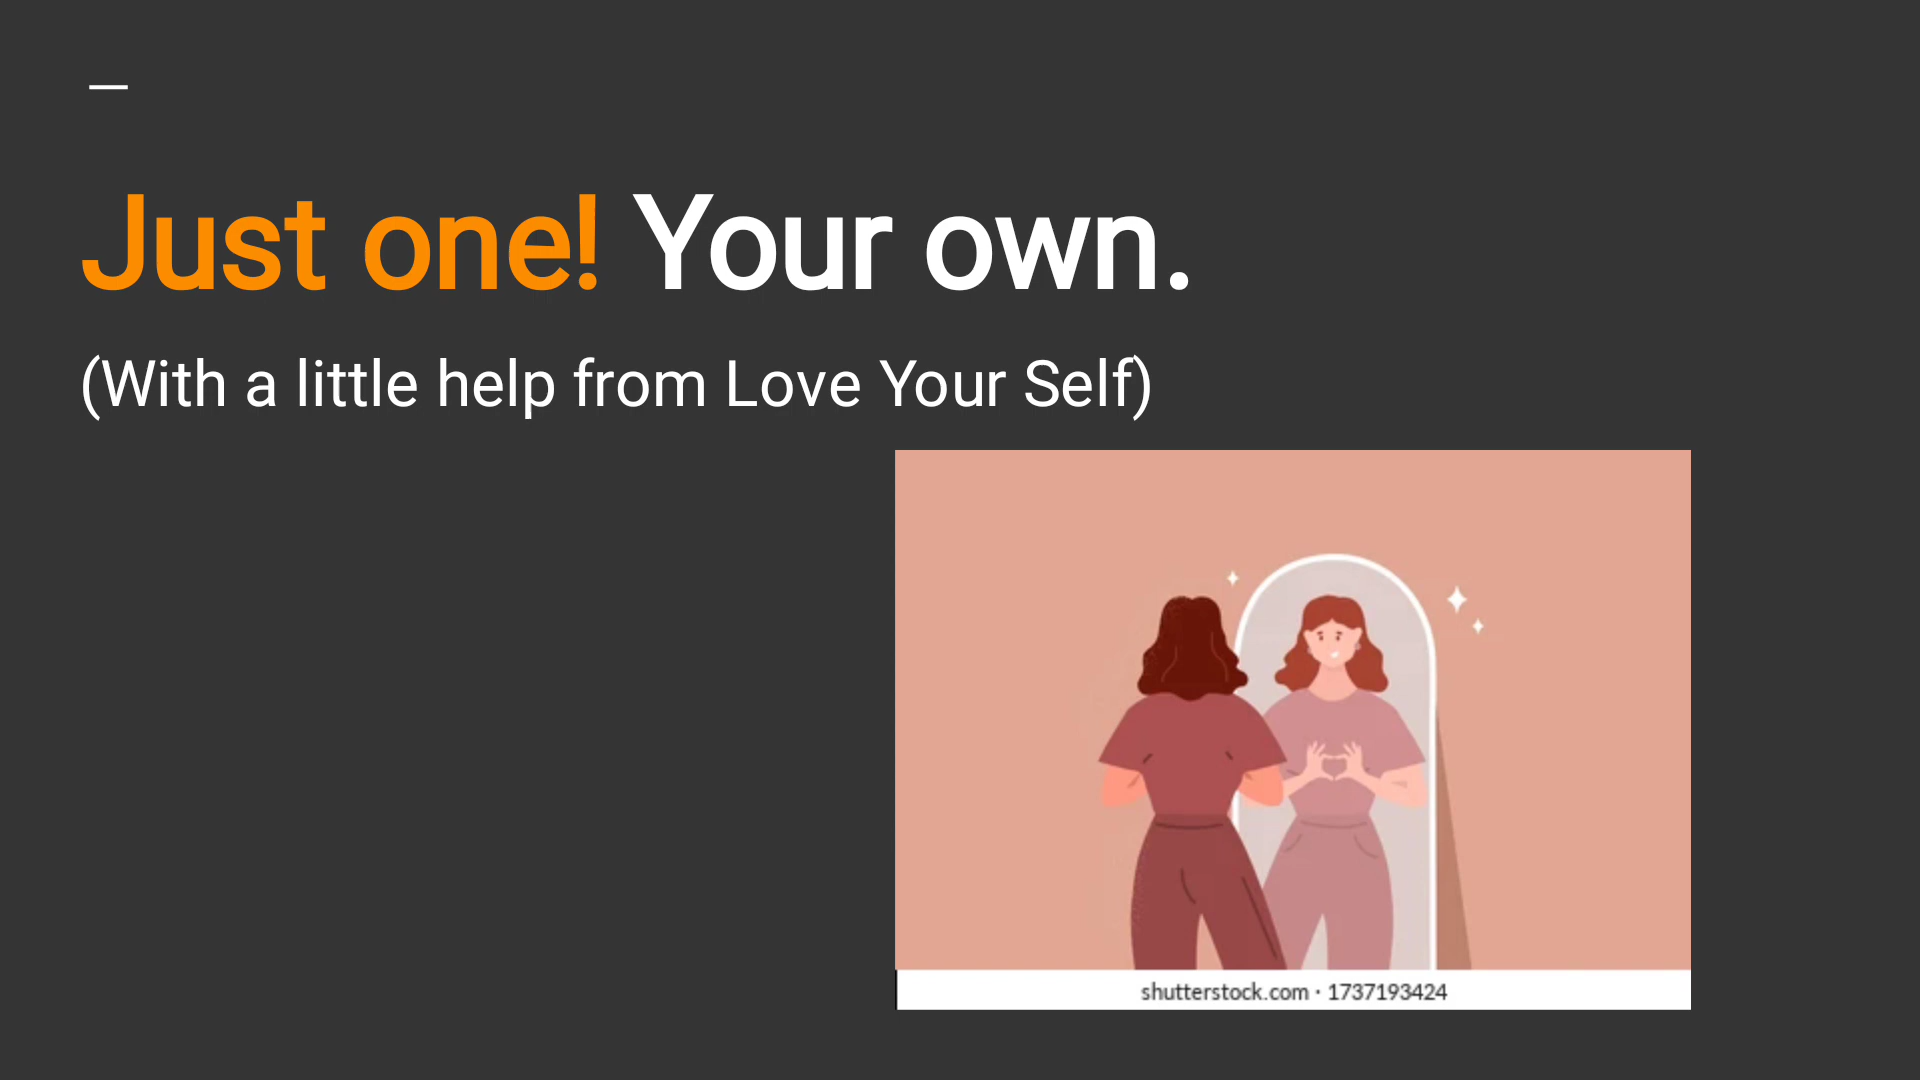 Just one! Your own.
(With a little help from Love Your Self)
shutterstock.com · 1737193424